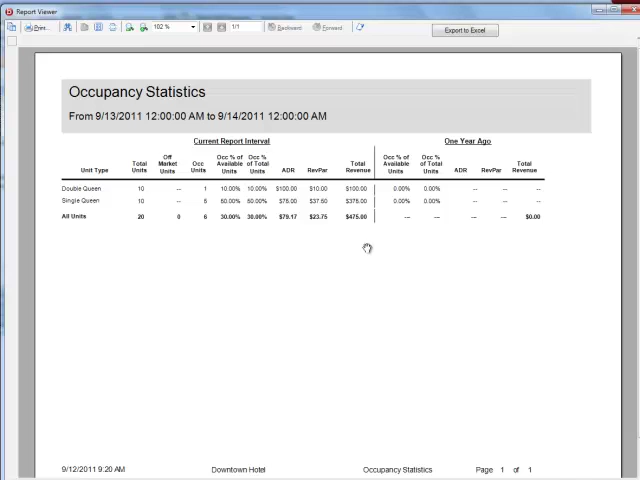 Report Viewer
Print... 102 % 1/1 Backward Forward Export to Excel
Occupancy Statistics
From 9/13/2011 12:00:00 AM to 9/14/2011 12:00:00 AM
Current Report Interval One Year Ago
Unit Type Total Units Off Market Units Occ Units Occ % of Available Units Occ % of Total Units ADR RevPar Total Revenue Occ % of Available Units Occ % of Total Units ADR RevPar Total Revenue
Double Queen 10 -- 1 10.00% 10.00% $100.00 $10.00 $100.00 0.00% 0.00% -- -- --
Single Queen 10 -- 5 50.00% 50.00% $75.00 $37.50 $375.00 0.00% 0.00% -- -- --
All Units 20 0 6 30.00% 30.00% $79.17 $23.75 $475.00 --- --- --- --- $0.00
9/12/2011 9:20 AM Downtown Hotel Occupancy Statistics Page 1 of 1